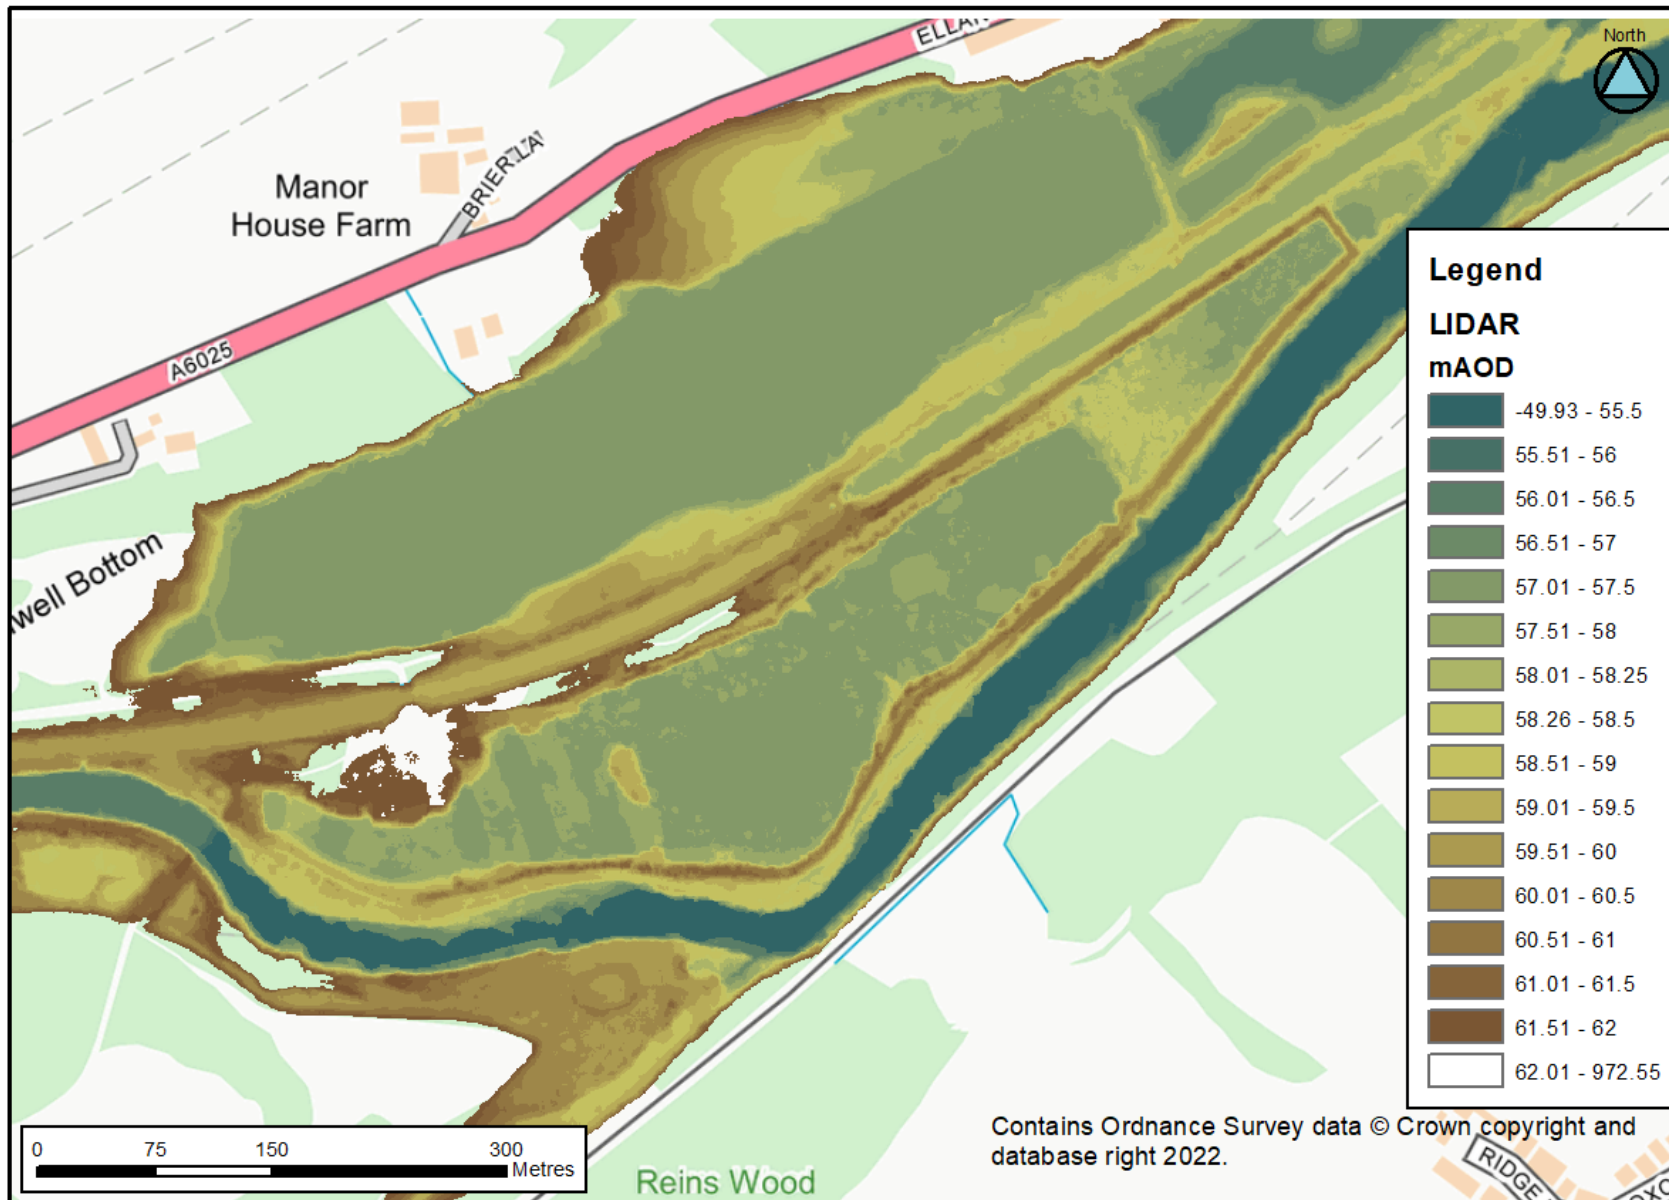 ELLAN
North
BRIER LA
Manor
House Farm
A6025
well Bottom
Legend
LIDAR
mAOD
-49.93 - 55.5
55.51 - 56
56.01 - 56.5
56.51 - 57
57.01 - 57.5
57.51 - 58
58.01 - 58.25
58.26 - 58.5
58.51 - 59
59.01 - 59.5
59.51 - 60
60.01 - 60.5
60.51 - 61
61.01 - 61.5
61.51 - 62
62.01 - 972.55
0 75 150 300
Metres
Contains Ordnance Survey data © Crown copyright and
database right 2022.
Reins Wood
RIDGE